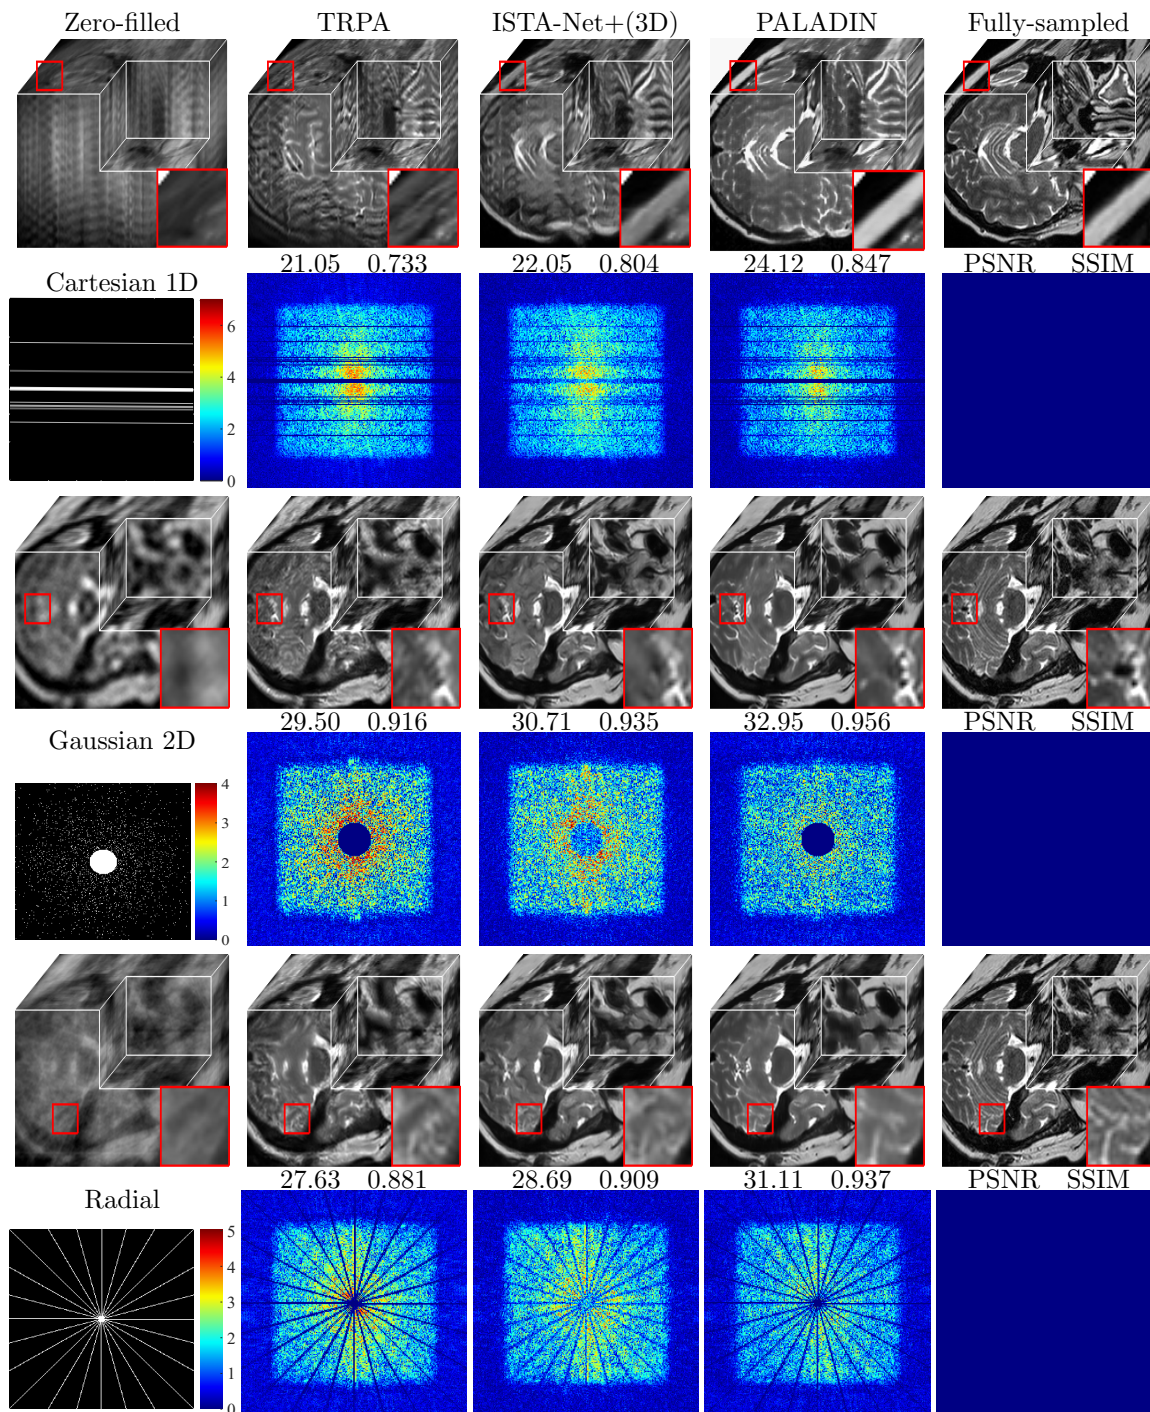 Zero-filled TRPA ISTA-Net+(3D) PALADIN Fully-sampled
21.05 0.733 22.05 0.804 24.12 0.847 PSNR SSIM
Cartesian 1D
6
4
2
0
29.50 0.916 30.71 0.935 32.95 0.956 PSNR SSIM
Gaussian 2D
4
3
2
1
0
27.63 0.881 28.69 0.909 31.11 0.937 PSNR SSIM
Radial
5
4
3
2
1
0